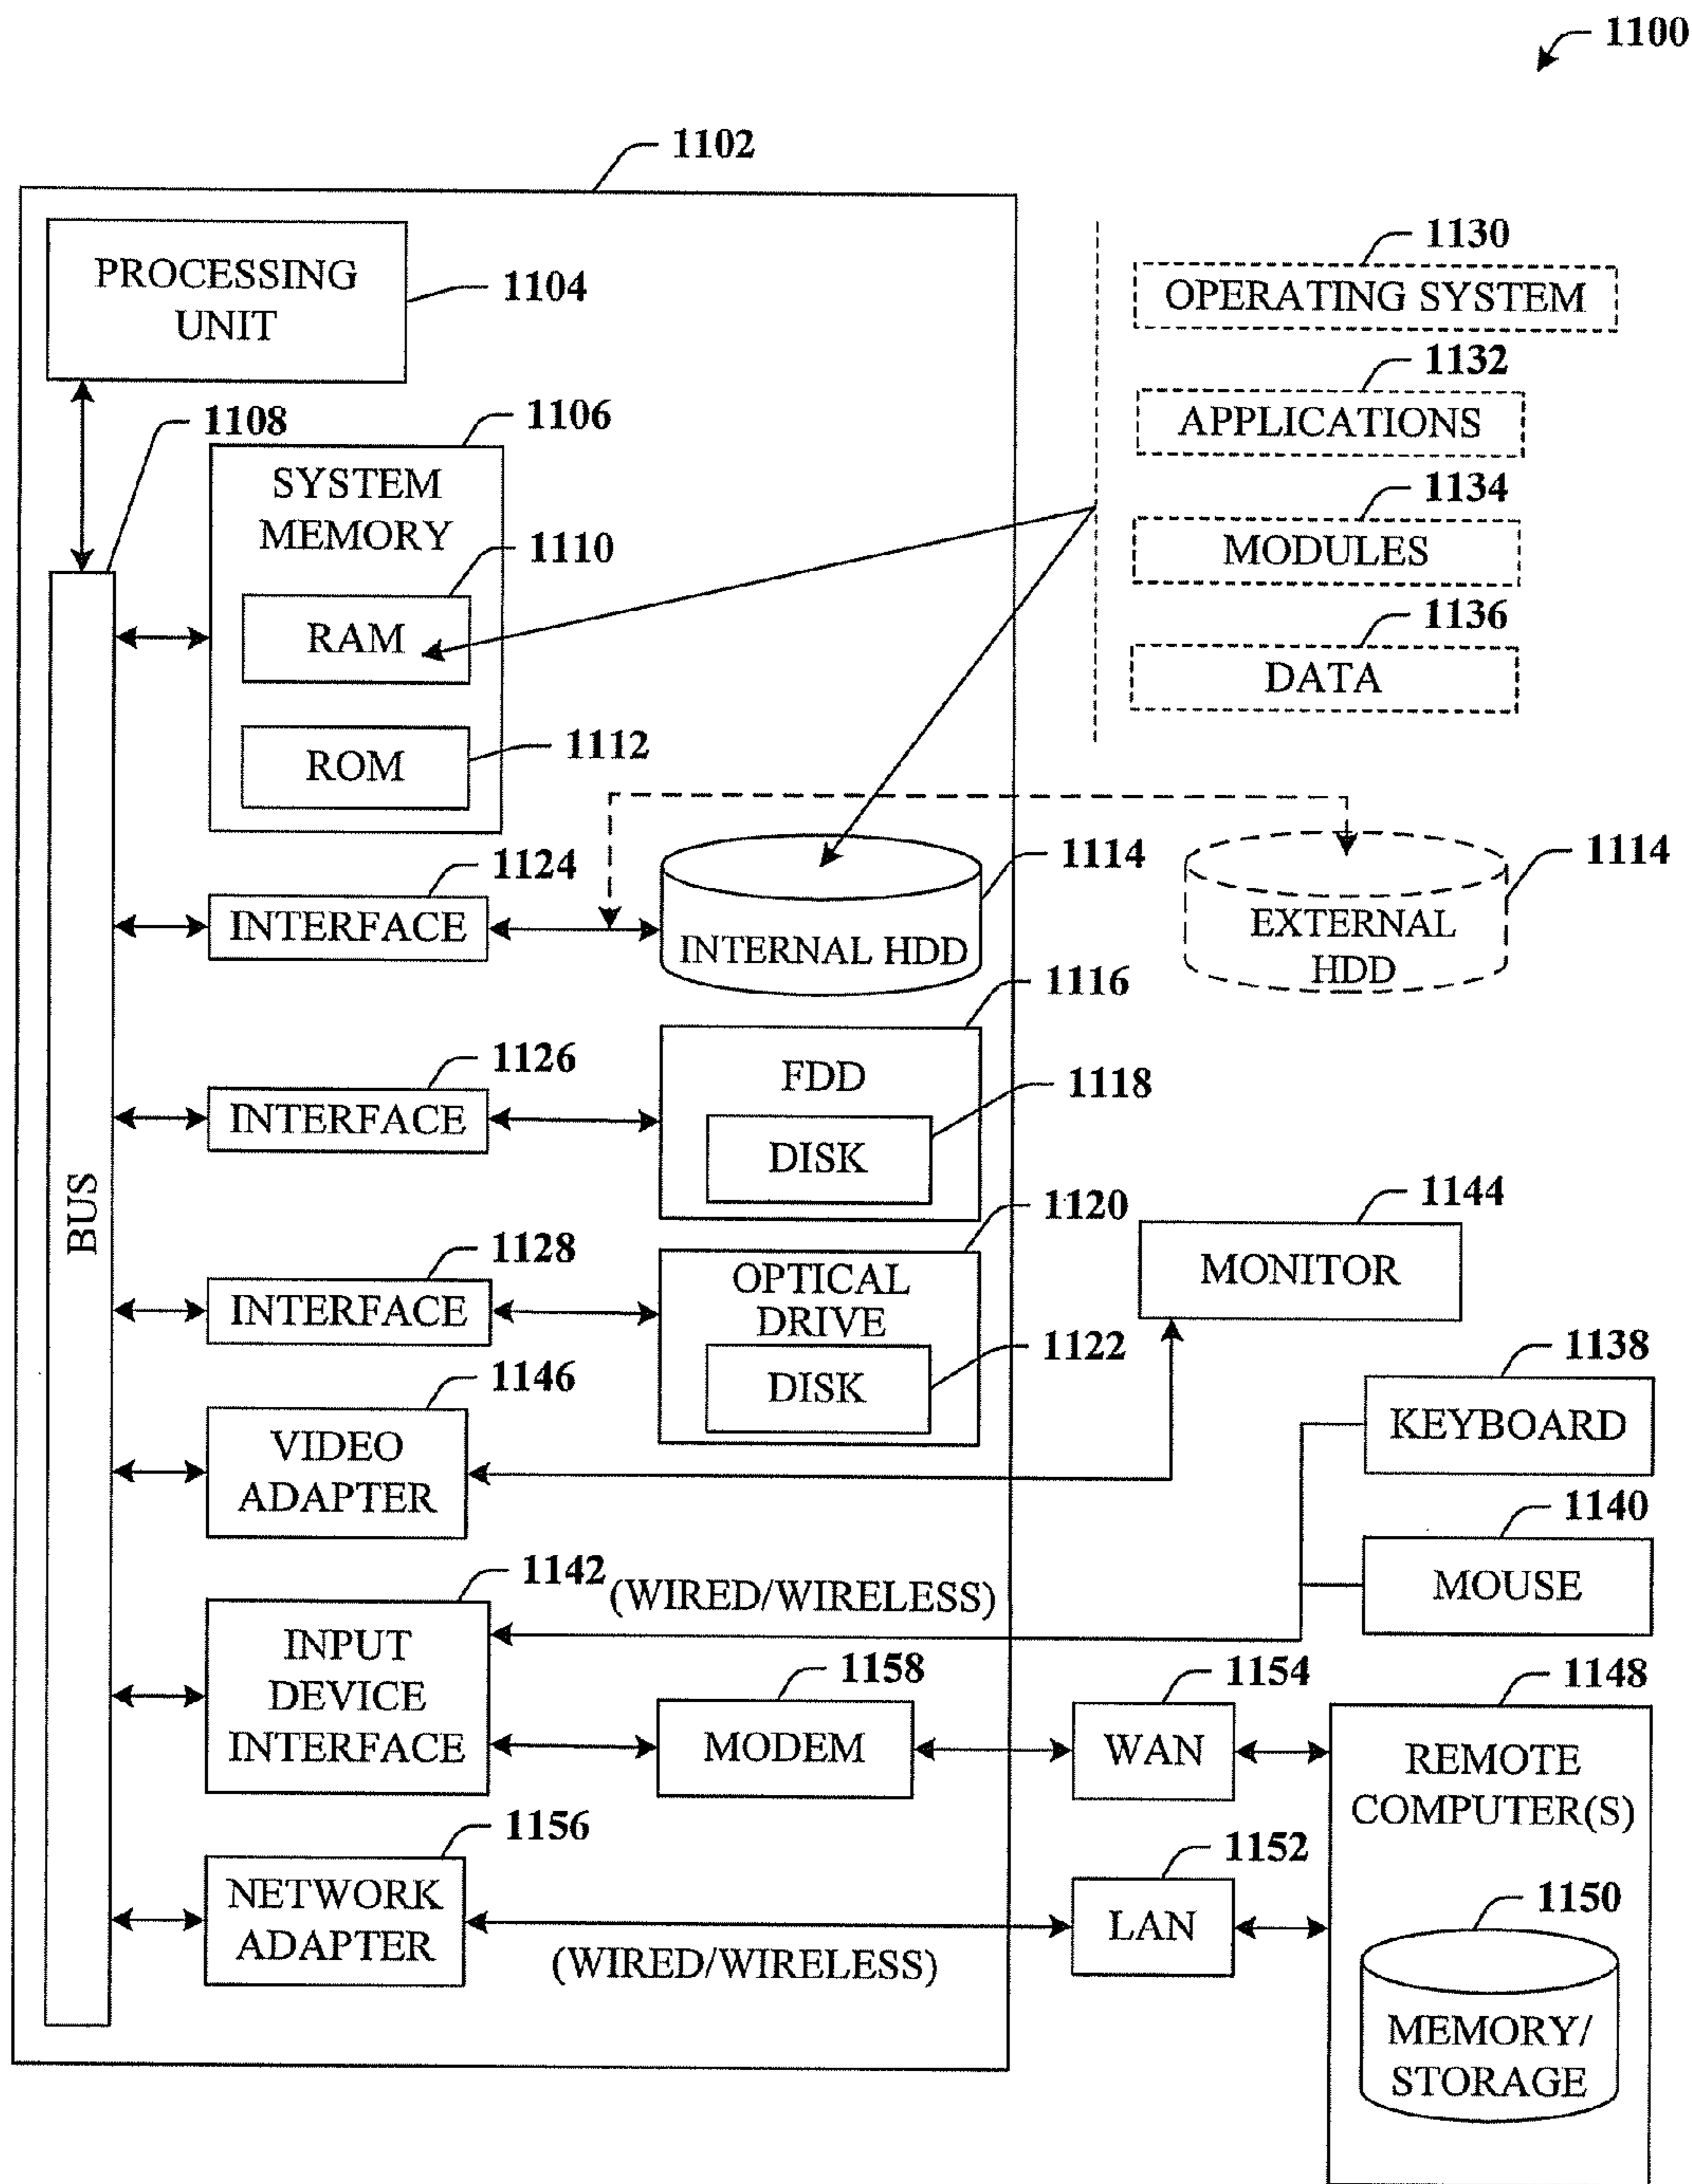 1100
1102
PROCESSING
UNIT
1104
1130
OPERATING SYSTEM
1132
APPLICATIONS
1134
MODULES
1136
DATA
1108
1106
SYSTEM
MEMORY
1110
RAM
1112
ROM
1124
INTERFACE
1114
INTERNAL HDD
1114
EXTERNAL
HDD
1126
INTERFACE
1116
FDD
1118
DISK
BUS
1128
INTERFACE
1120
OPTICAL
DRIVE
1122
DISK
1144
MONITOR
1146
VIDEO
ADAPTER
1138
KEYBOARD
1140
MOUSE
1142
(WIRED/WIRELESS)
INPUT
DEVICE
INTERFACE
1158
MODEM
1154
WAN
1148
REMOTE
COMPUTER(S)
1156
NETWORK
ADAPTER
(WIRED/WIRELESS)
1152
LAN
1150
MEMORY/
STORAGE